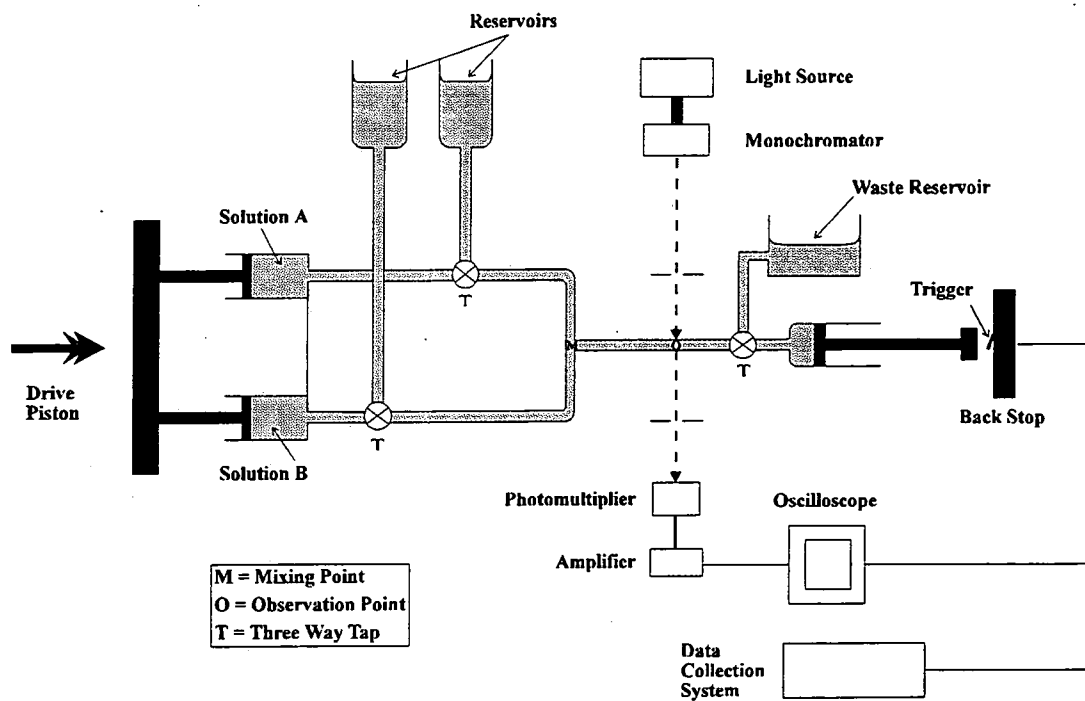 Reservoirs
Light Source
Monochromator
Waste Reservoir
Solution A
Trigger
T
M
O
T
Drive
Piston
Back Stop
T
Solution B
Photomultiplier
Oscilloscope
Amplifier
M = Mixing Point
O = Observation Point
T = Three Way Tap
Data
Collection
System